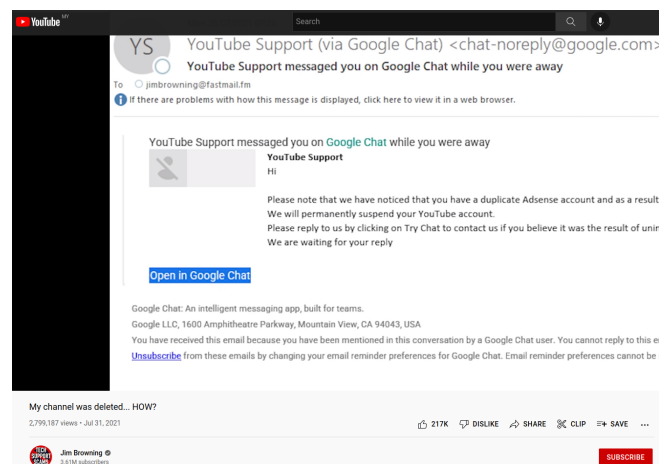 YouTube MY
Search
YS
YouTube Support (via Google Chat) <chat-noreply@google.com>
YouTube Support messaged you on Google Chat while you were away
To jimbrowning@fastmail.fm
If there are problems with how this message is displayed, click here to view it in a web browser.
YouTube Support messaged you on Google Chat while you were away
YouTube Support
Hi
Please note that we have noticed that you have a duplicate Adsense account and as a result
We will permanently suspend your YouTube account.
Please reply to us by clicking on Try Chat to contact us if you believe it was the result of unin
We are waiting for your reply
Open in Google Chat
Google Chat: An intelligent messaging app, built for teams.
Google LLC, 1600 Amphitheatre Parkway, Mountain View, CA 94043, USA
You have received this email because you have been mentioned in this conversation by a Google Chat user. You cannot reply to this e
Unsubscribe from these emails by changing your email reminder preferences for Google Chat. Email reminder preferences cannot be
My channel was deleted... HOW?
2,799,187 views • Jul 31, 2021
217K DISLIKE SHARE CLIP SAVE ...
TECH SUPPORT SCAMS
Jim Browning
3.61M subscribers
SUBSCRIBE